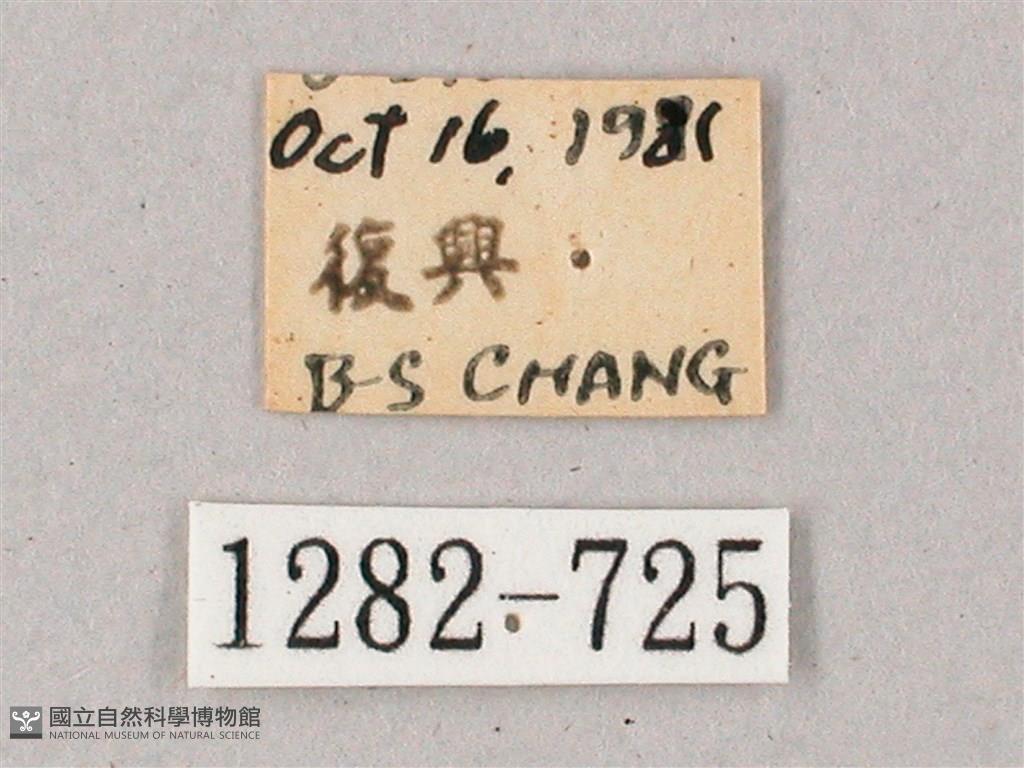 Oct 16, 1981
復興
B-S CHANG
1282-725
國立自然科學博物館
NATIONAL MUSEUM OF NATURAL SCIENCE